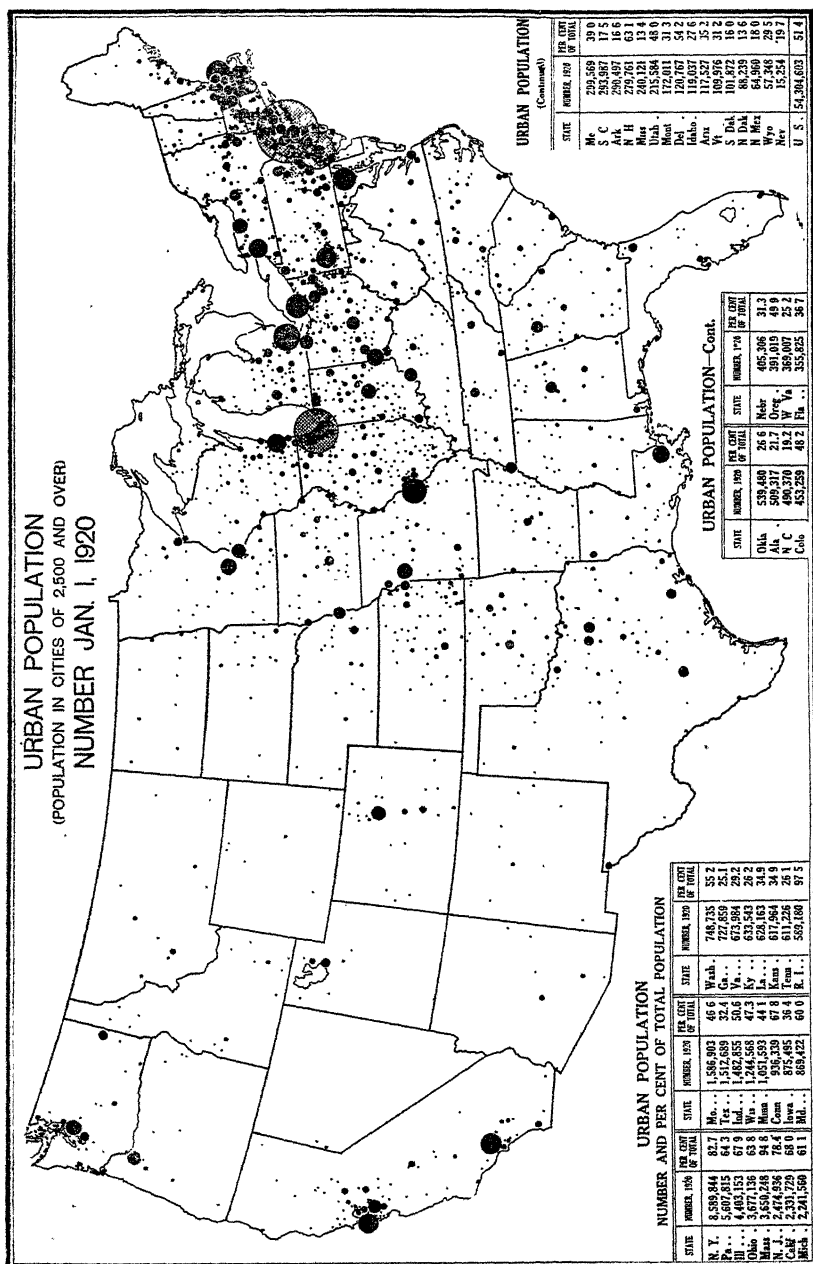 URBAN POPULATION
(POPULATION IN CITIES OF 2,500 AND OVER)
NUMBER JAN. 1, 1920
URBAN POPULATION
NUMBER AND PER CENT OF TOTAL POPULATION
STATE NUMBER, 1920 PER CENT OF TOTAL STATE NUMBER, 1920 PER CENT OF TOTAL STATE NUMBER, 1920 PER CENT OF TOTAL
N. Y. 8,589,844 82.7 Mo. 1,586,903 46 6 Wash 748,735 55 2
Pa. 5,607,815 64 3 Tex. 1,512,689 32.4 Ga. 727,859 25.1
Ill 4,403,153 67 9 Ind. 1,482,855 50.6 Va. 673,984 29.2
Ohio 3,677,136 63 8 Wis 1,244,568 47.3 Ky 633,543 26 2
Mass 3,650,248 94 8 Minn 1,051,593 44 1 La 628,163 34.9
N. J. 2,474,936 78.4 Conn 936,339 67 8 Kans 617,964 34 9
Calif 2,331,729 68 0 Iowa 875,495 36 4 Tenn 611,226 26 1
Mich 2,241,560 61 1 Md. 869,422 60 0 R. I. 589,180 97 5
URBAN POPULATION—Cont.
STATE NUMBER, 1920 PER CENT OF TOTAL STATE NUMBER, 1920 PER CENT OF TOTAL
Okla 539,480 26 6 Nebr 405,306 31.3
Ala 509,317 21.7 Oreg. 391,019 49 9
N C 490,370 19.2 W Va 369,007 25 2
Colo 453,259 48.2 Fla 355,825 36 7
URBAN POPULATION
(Continued)
STATE NUMBER, 1920 PER CENT OF TOTAL
Me 299,569 39 0
S C 293,987 17 5
Ark 290,497 16 6
N H 279,761 63 1
Miss 240,121 13 4
Utah 215,584 48 0
Mont 172,011 31.3
Del 120,767 54 2
Idaho 119,037 27 6
Ariz 117,527 35 2
Vt 109,976 31.2
S Dak 101,872 16 0
N Dak 88,239 13 6
N Mex 64,960 18 0
Wyo 57,348 29 5
Nev 15,254 19 7
U S 54,304,603 51 4